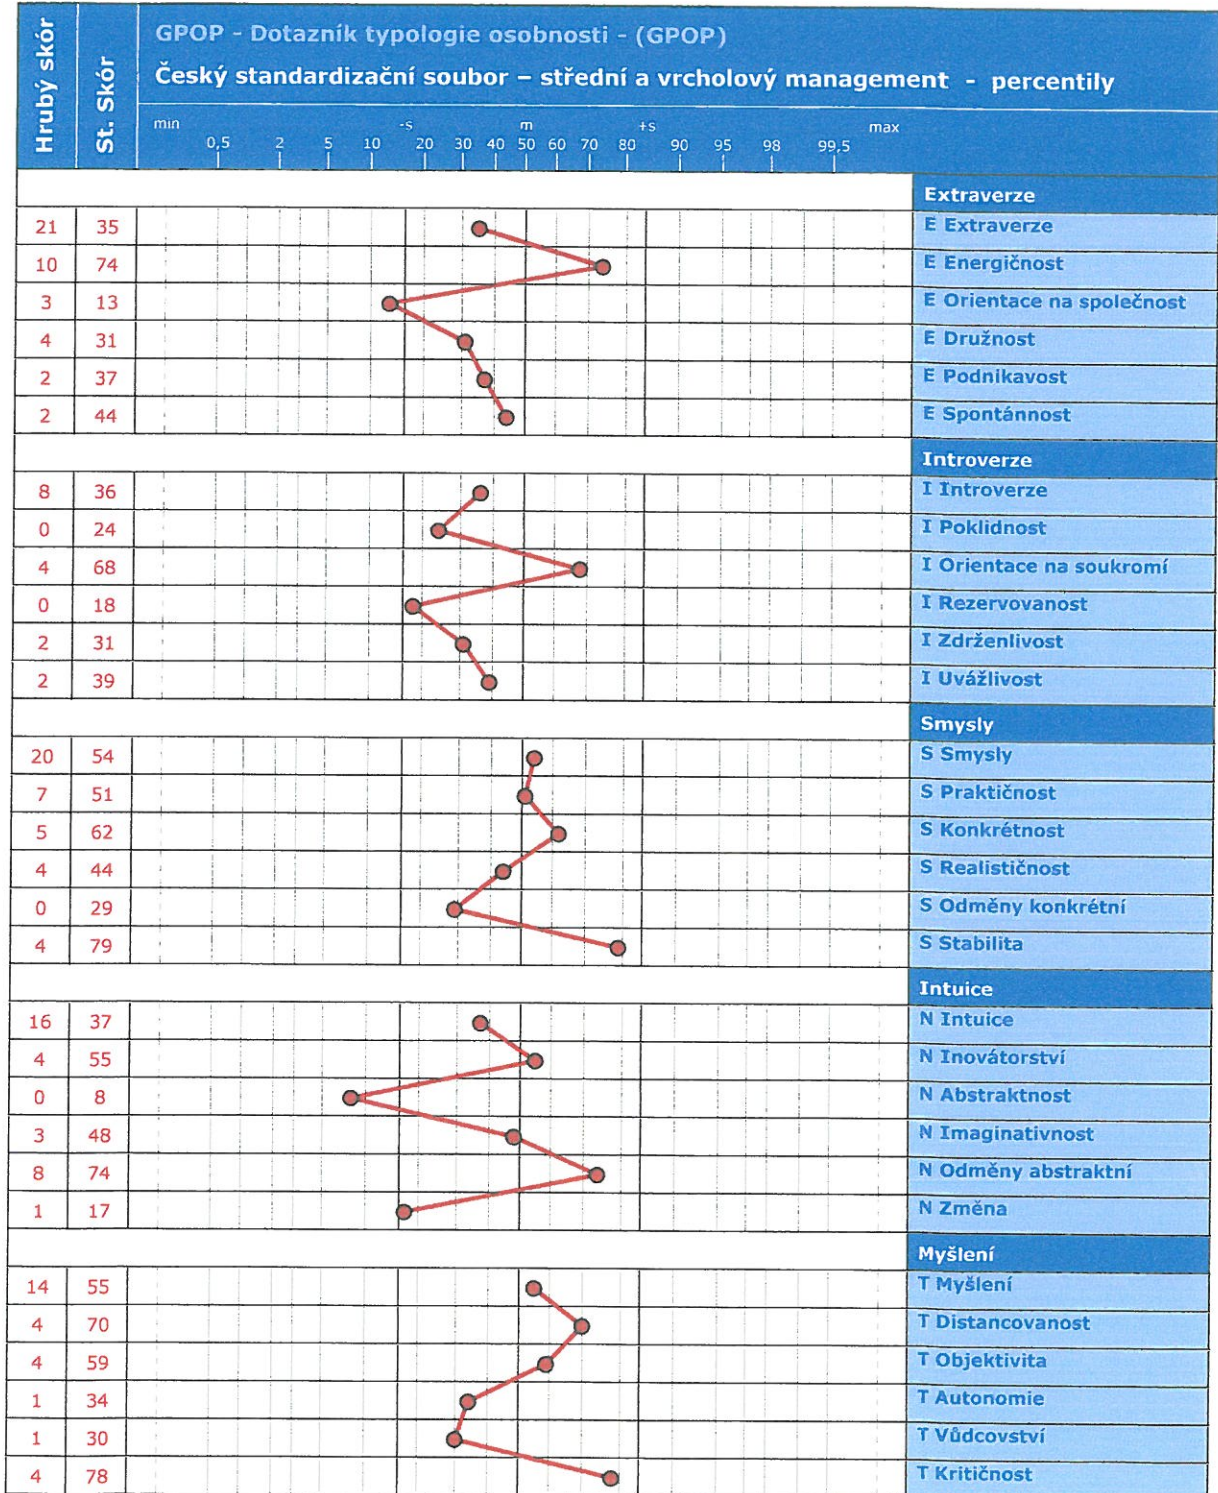 Hrubý skór
St. Skór
GPOP - Dotazník typologie osobnosti - (GPOP)
Český standardizační soubor – střední a vrcholový management - percentily
min -s m +s max
0,5 2 5 10 20 30 40 50 60 70 80 90 95 98 99,5
Extraverze
21 35 E Extraverze
10 74 E Energičnost
3 13 E Orientace na společnost
4 31 E Družnost
2 37 E Podnikavost
2 44 E Spontánnost
Introverze
8 36 I Introverze
0 24 I Poklidnost
4 68 I Orientace na soukromí
0 18 I Rezervovanost
2 31 I Zdrženlivost
2 39 I Uvážlivost
Smysly
20 54 S Smysly
7 51 S Praktičnost
5 62 S Konkrétnost
4 44 S Realističnost
0 29 S Odměny konkrétní
4 79 S Stabilita
Intuice
16 37 N Intuice
4 55 N Inovátorství
0 8 N Abstraktnost
3 48 N Imaginativnost
8 74 N Odměny abstraktní
1 17 N Změna
Myšlení
14 55 T Myšlení
4 70 T Distancovanost
4 59 T Objektivita
1 34 T Autonomie
1 30 T Vůdcovství
4 78 T Kritičnost